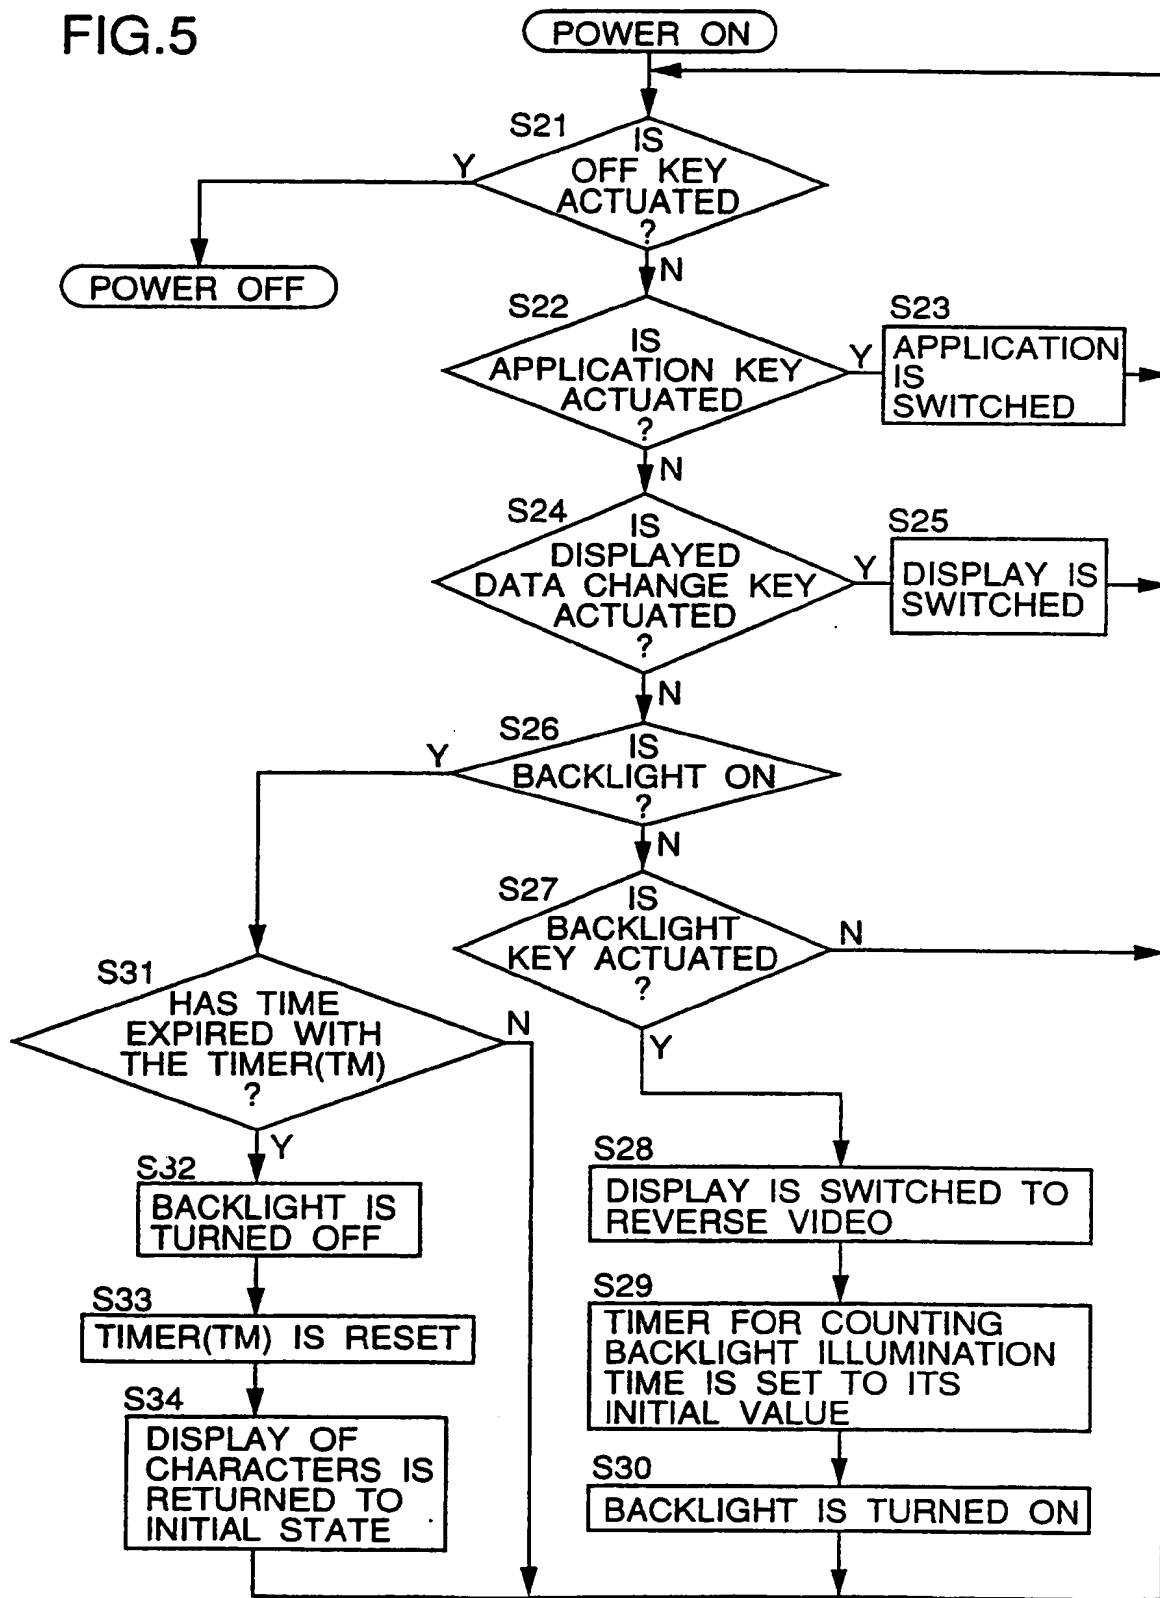 FIG.5
POWER ON
S21
IS
OFF KEY
ACTUATED
?
Y
N
POWER OFF
S22
IS
APPLICATION KEY
ACTUATED
?
Y
N
S23
APPLICATION
IS
SWITCHED
S24
IS
DISPLAYED
DATA CHANGE KEY
ACTUATED
?
Y
N
S25
DISPLAY IS
SWITCHED
S26
IS
BACKLIGHT ON
?
Y
N
S27
IS
BACKLIGHT
KEY ACTUATED
?
N
Y
S31
HAS TIME
EXPIRED WITH
THE TIMER(TM)
?
N
Y
S32
BACKLIGHT IS
TURNED OFF
S33
TIMER(TM) IS RESET
S34
DISPLAY OF
CHARACTERS IS
RETURNED TO
INITIAL STATE
S28
DISPLAY IS SWITCHED TO
REVERSE VIDEO
S29
TIMER FOR COUNTING
BACKLIGHT ILLUMINATION
TIME IS SET TO ITS
INITIAL VALUE
S30
BACKLIGHT IS TURNED ON